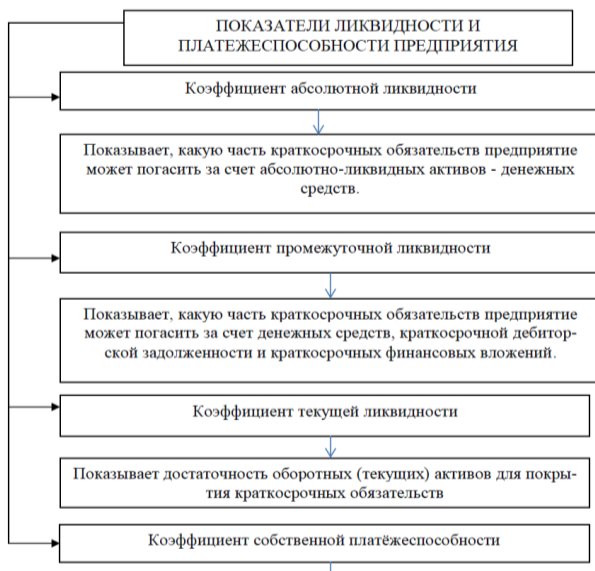 ПОКАЗАТЕЛИ ЛИКВИДНОСТИ И
ПЛАТЕЖЕСПОСОБНОСТИ ПРЕДПРИЯТИЯ
Коэффициент абсолютной ликвидности
Показывает, какую часть краткосрочных обязательств предприятие
может погасить за счет абсолютно-ликвидных активов - денежных
средств.
Коэффициент промежуточной ликвидности
Показывает, какую часть краткосрочных обязательств предприятие
может погасить за счет денежных средств, краткосрочной дебитор-
ской задолженности и краткосрочных финансовых вложений.
Коэффициент текущей ликвидности
Показывает достаточность оборотных (текущих) активов для покры-
тия краткосрочных обязательств
Коэффициент собственной платёжеспособности